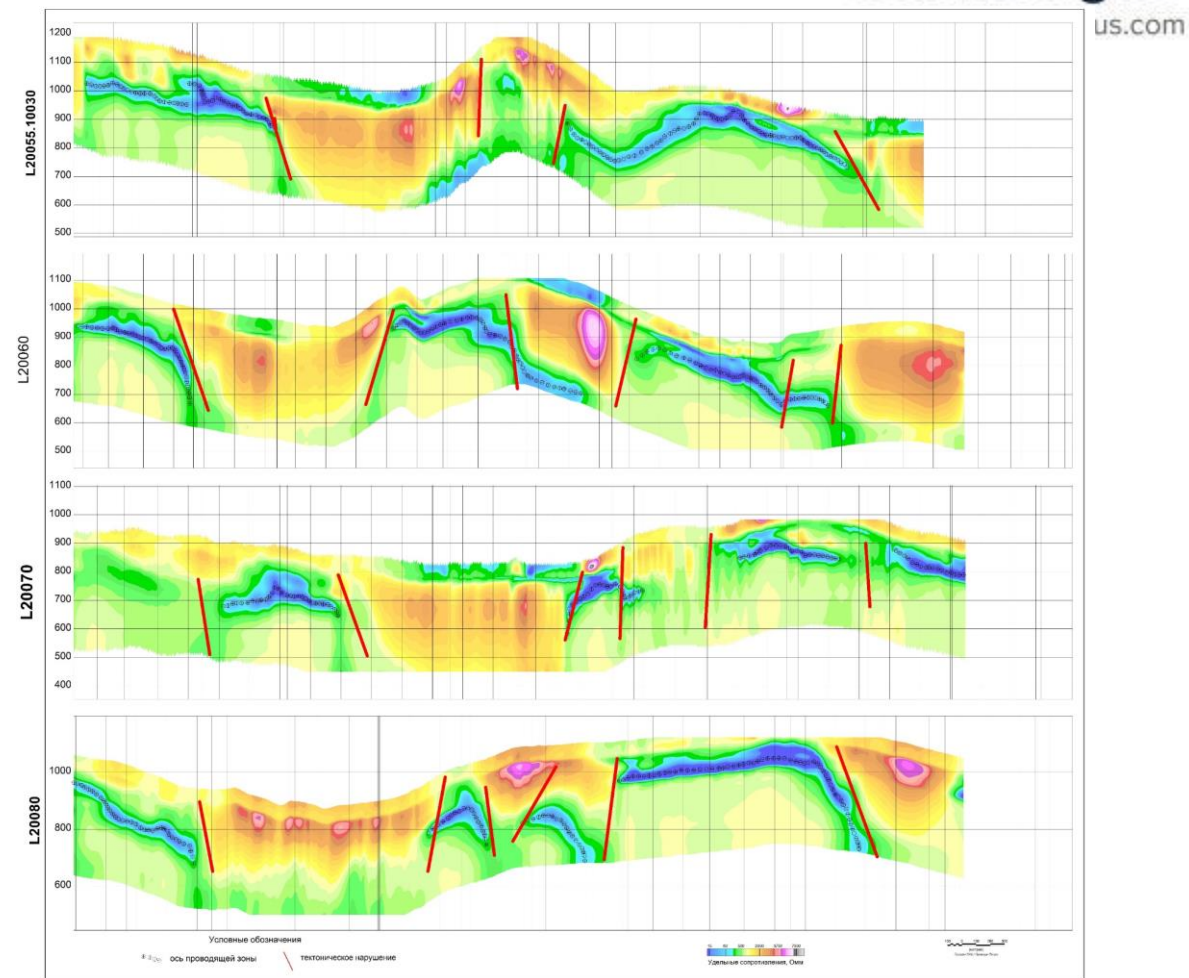 us.com
L20055.10030
1200
1100
1000
900
800
700
600
500
L20060
1100
1000
900
800
700
600
500
L20070
1100
1000
900
800
700
600
500
400
L20080
1000
800
600
Условные обозначения
ось проводящей зоны
тектоническое нарушение
Удельные сопротивления, Омм